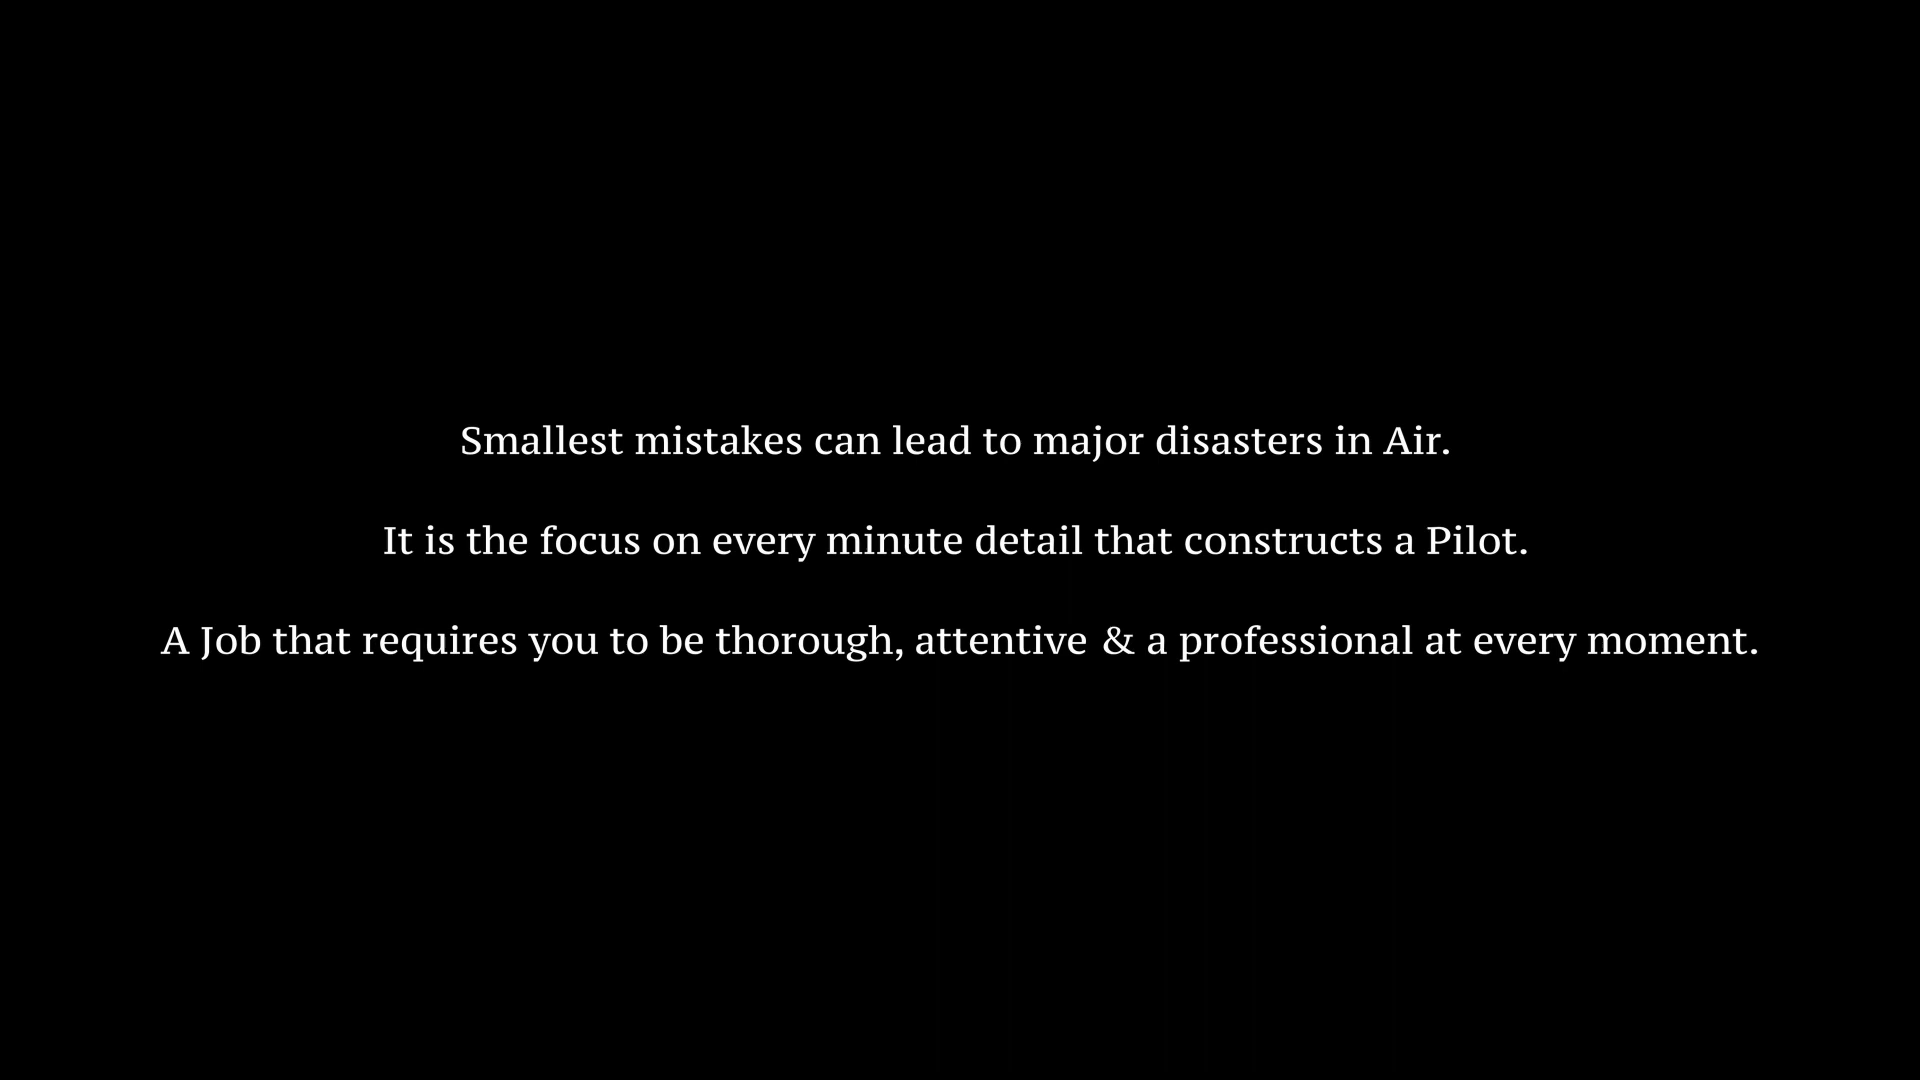 Smallest mistakes can lead to major disasters in Air.
It is the focus on every minute detail that constructs a Pilot.
A Job that requires you to be thorough, attentive & a professional at every moment.